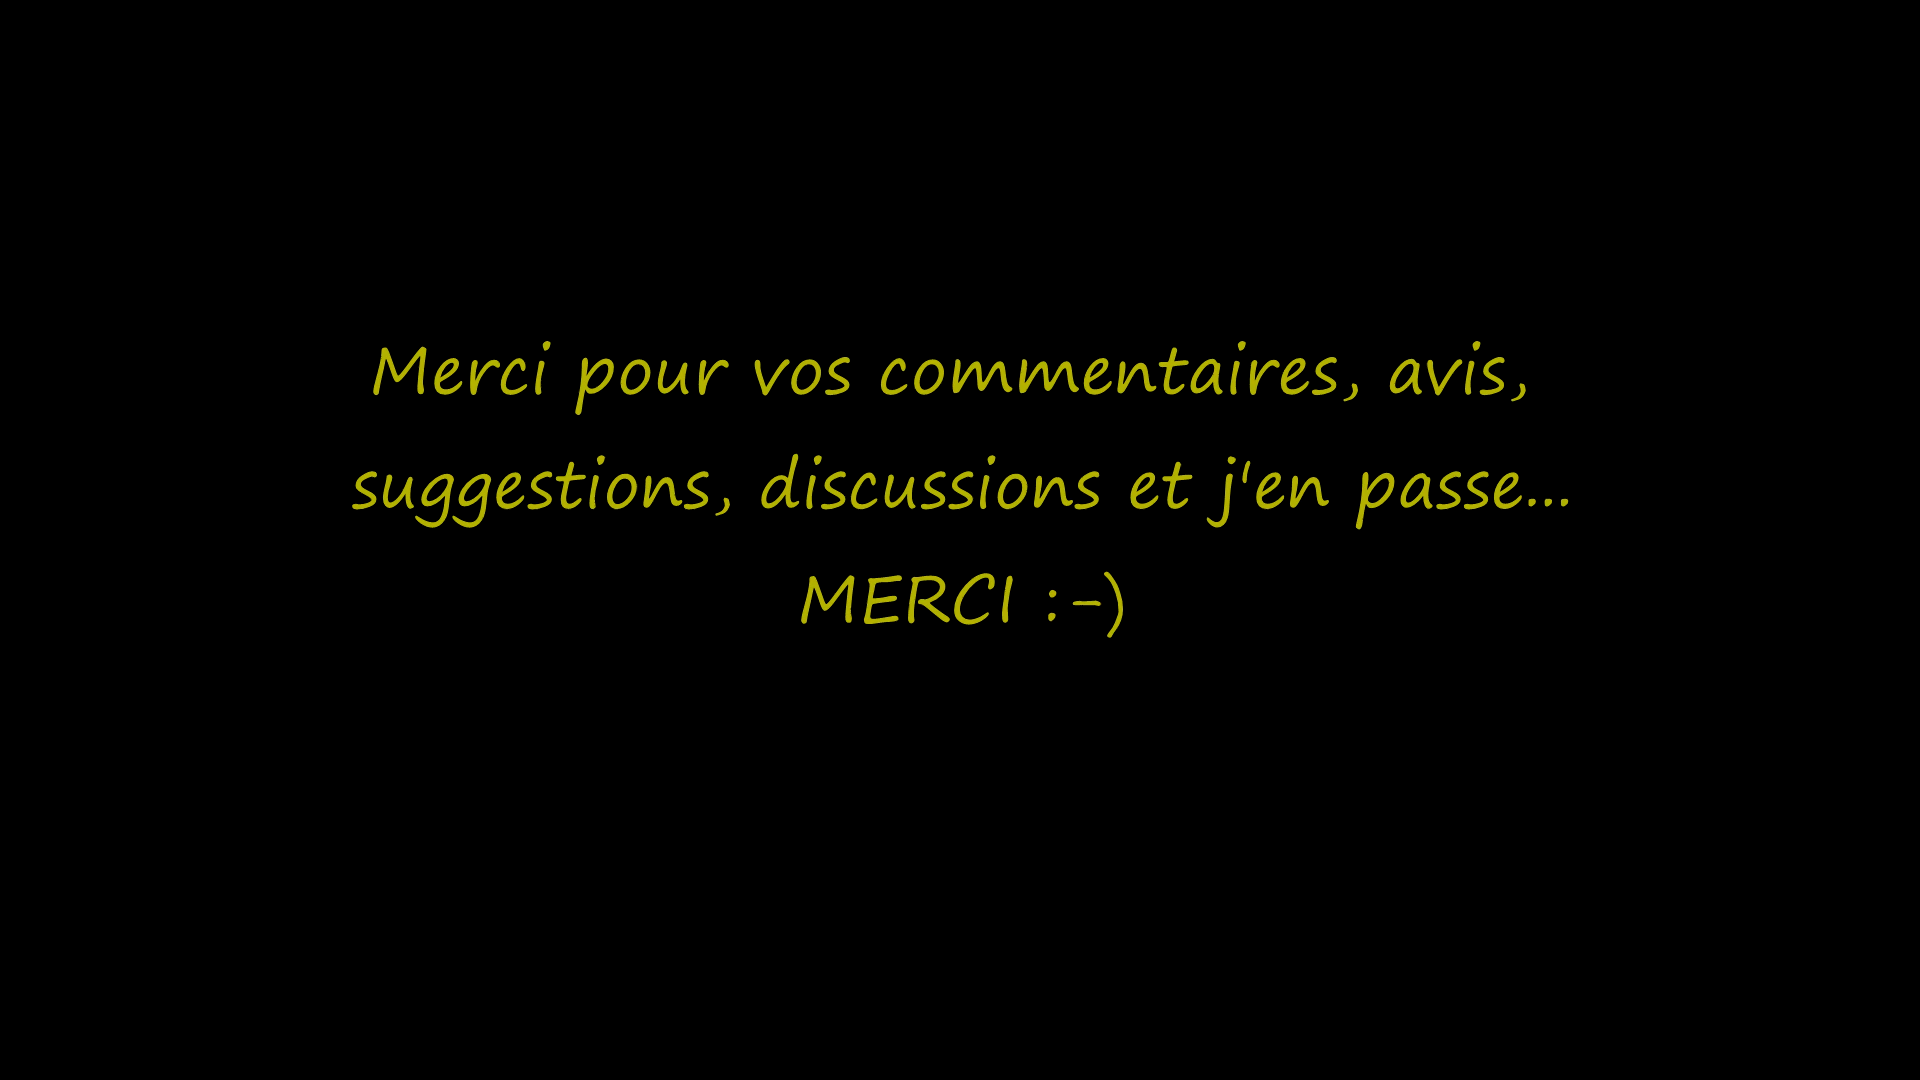 Merci pour vos commentaires, avis,
suggestions, discussions et j'en passe...
MERCI :-)